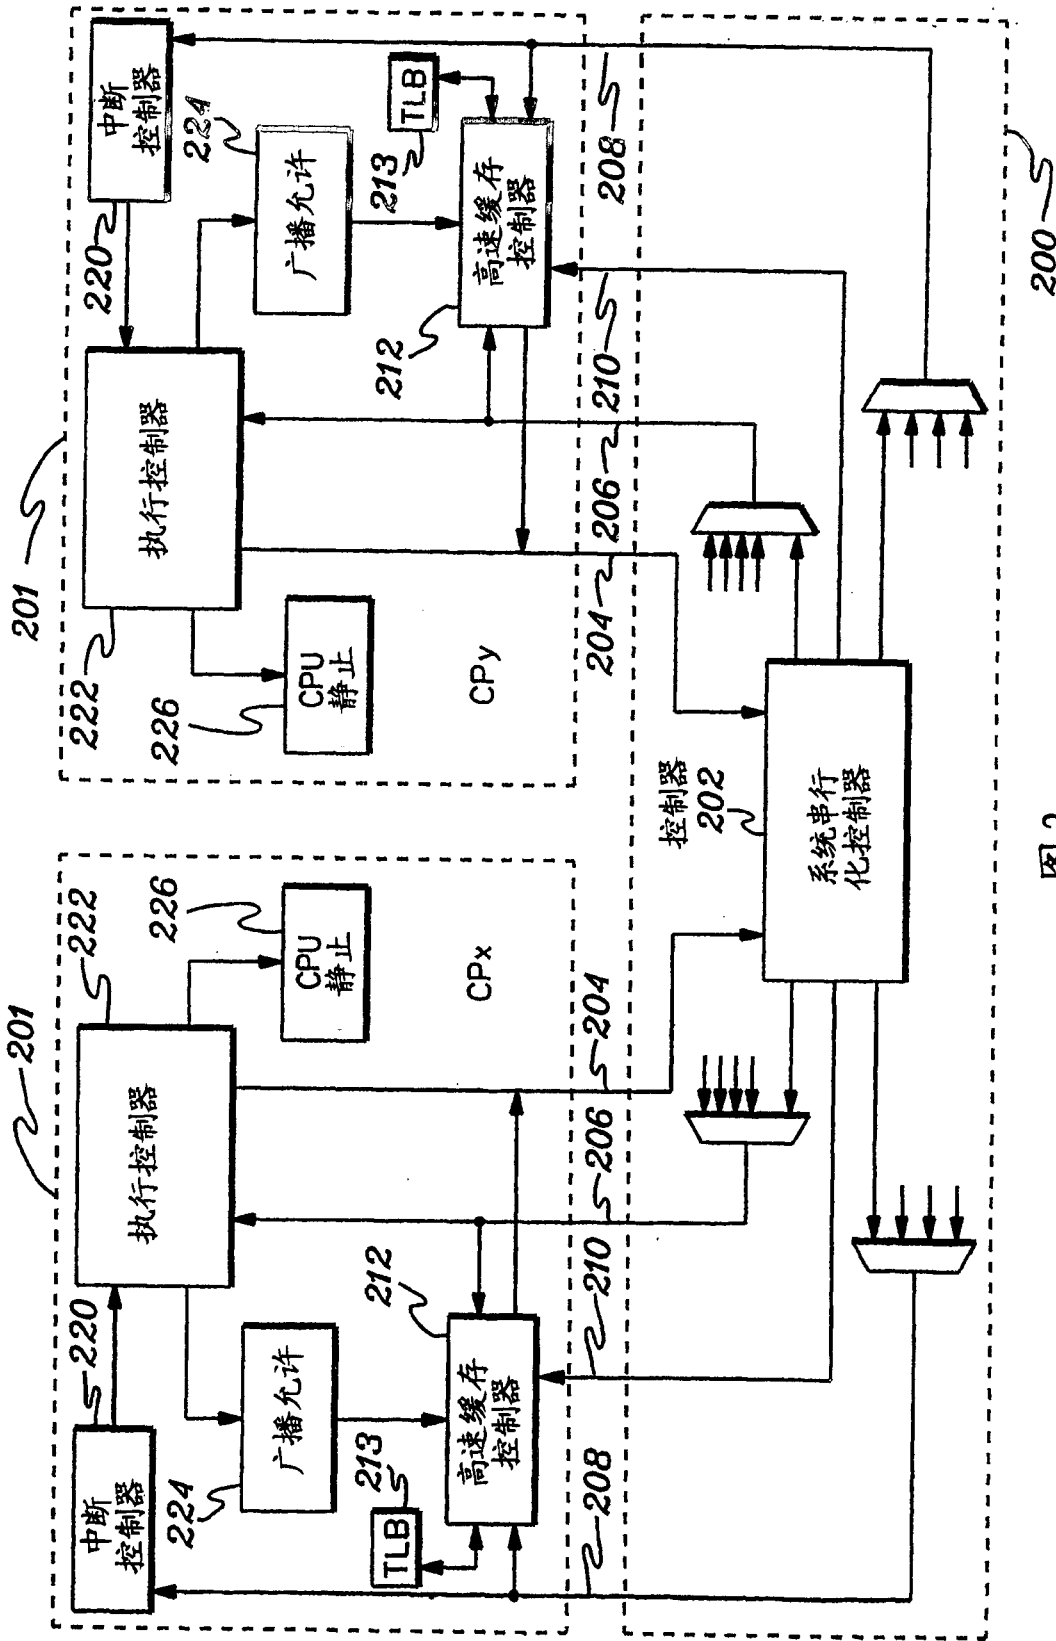 201
222
执行控制器
中断
控制器
220
224
广播允许
TLB
213
高速缓存
控制器
212
CPU
静止
226
CPx
208
210
206
204
201
222
执行控制器
中断
控制器
220
224
广播允许
TLB
213
高速缓存
控制器
212
CPU
静止
226
CPy
204
206
210
208
控制器
202
系统串行
化控制器
200
图2